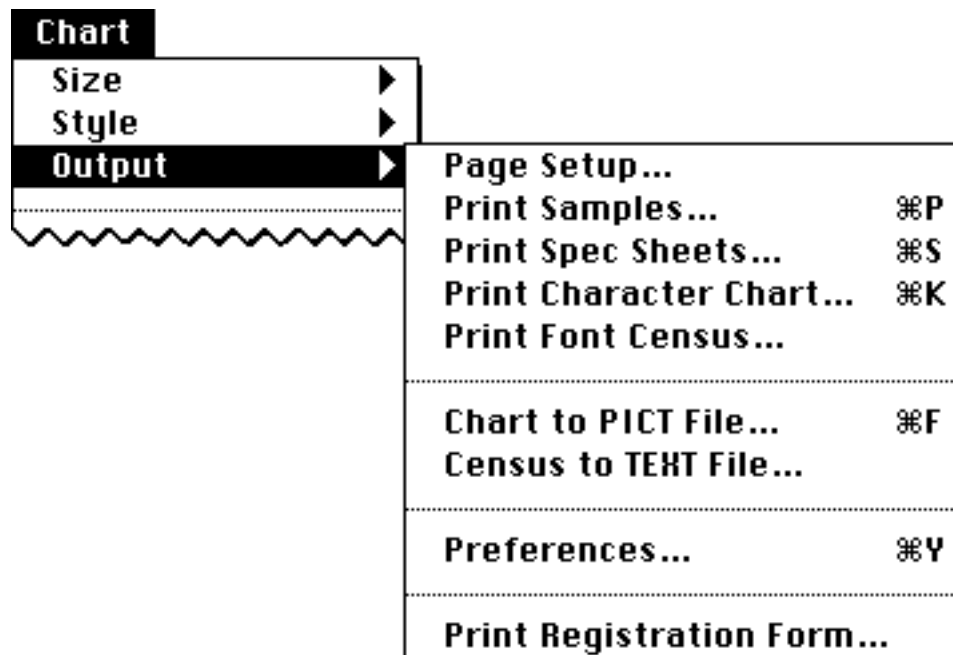 Chart
Size
Style
Output
Page Setup...
Print Samples... ⌘P
Print Spec Sheets... ⌘S
Print Character Chart... ⌘K
Print Font Census...
Chart to PICT File... ⌘F
Census to TEXT File...
Preferences... ⌘Y
Print Registration Form...